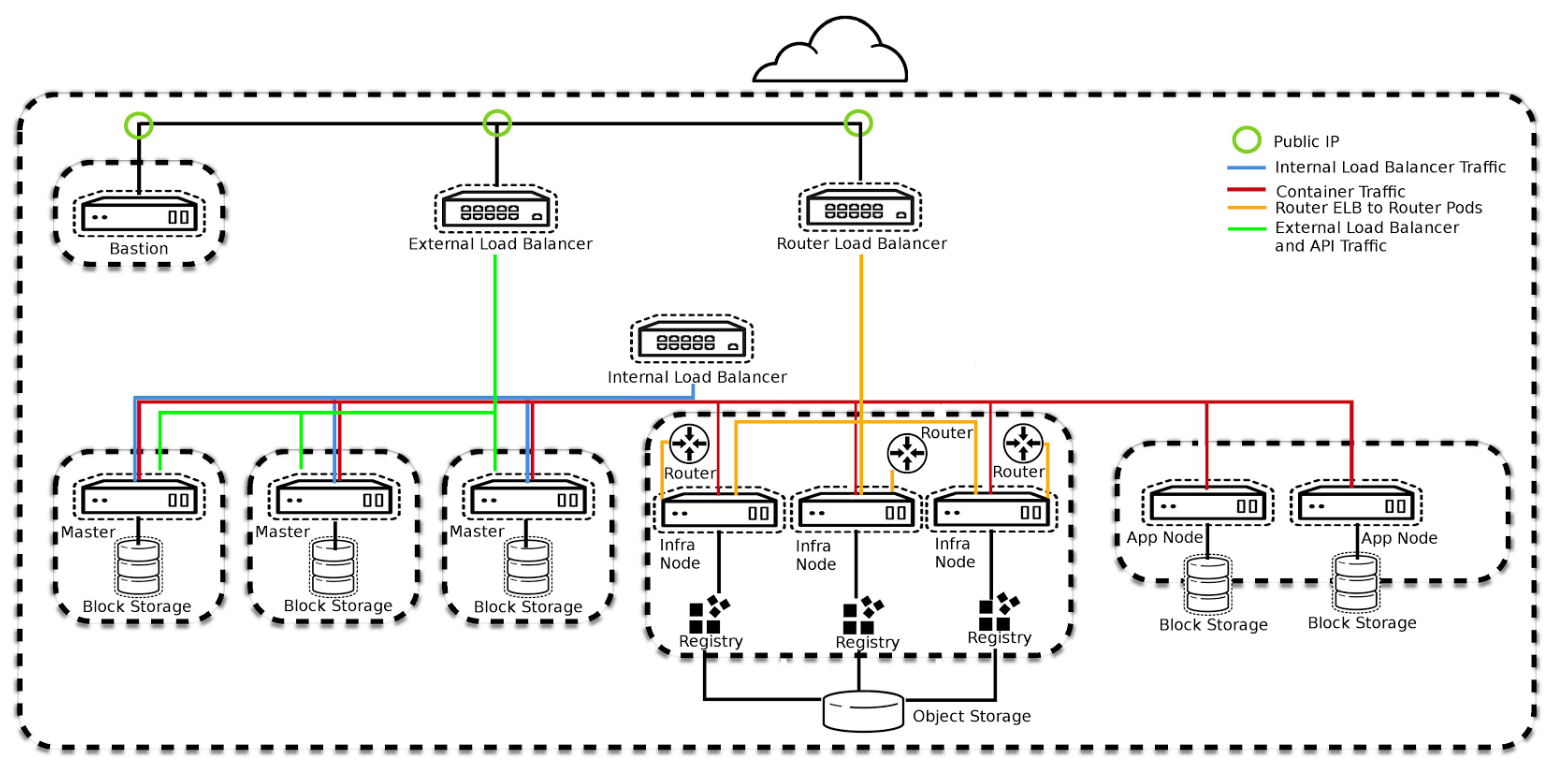 Public IP
Internal Load Balancer Traffic
Container Traffic
Router ELB to Router Pods
External Load Balancer
and API Traffic
Bastion
External Load Balancer
Router Load Balancer
Internal Load Balancer
Router
Router
Router
Master
Master
Master
Block Storage
Block Storage
Block Storage
Infra
Node
Infra
Node
Infra
Node
App Node
App Node
Block Storage
Block Storage
Registry
Registry
Registry
Object Storage